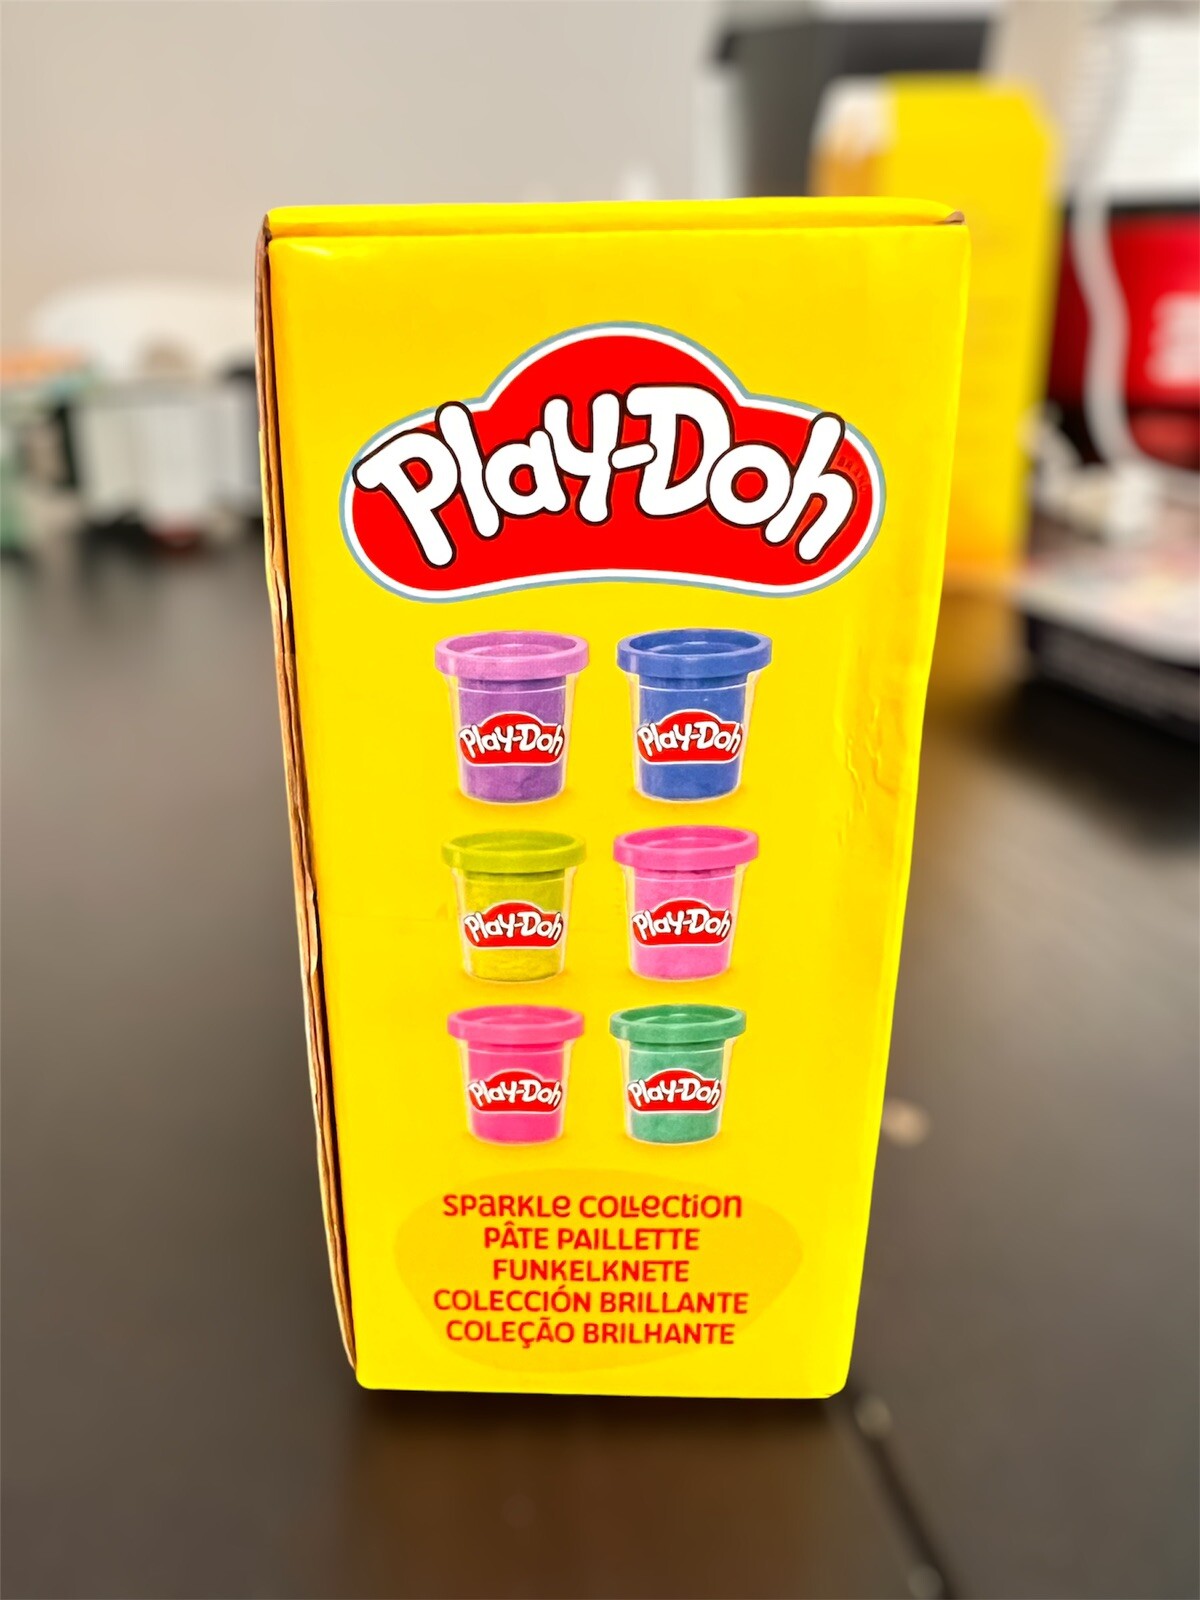 Play-Doh
Play-Doh Play-Doh
Play-Doh Play-Doh
Play-Doh Play-Doh
SPARKLE COLLECTION
PÂTE PAILLETTE
FUNKELKNETE
COLECCIÓN BRILLANTE
COLEÇÃO BRILHANTE